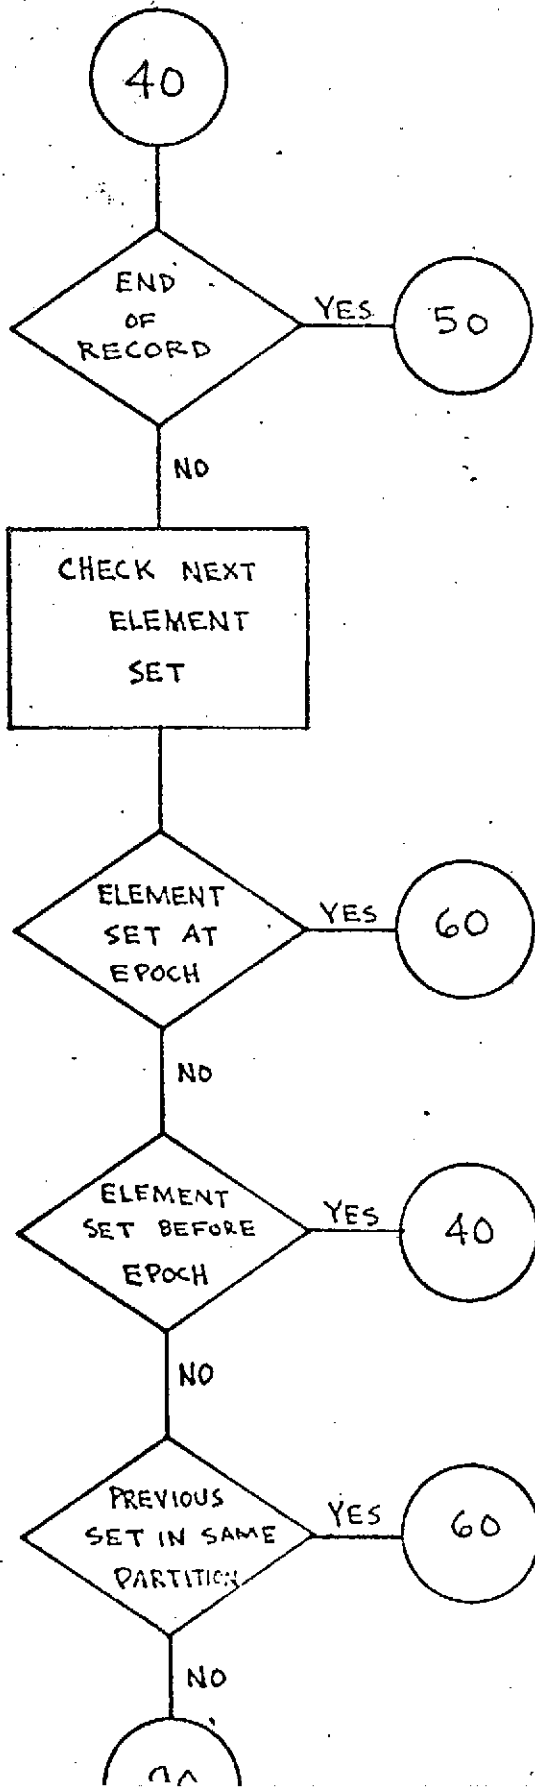 40
END
OF
RECORD
YES
50
NO
CHECK NEXT
ELEMENT
SET
ELEMENT
SET AT
EPOCH
YES
60
NO
ELEMENT
SET BEFORE
EPOCH
YES
40
NO
PREVIOUS
SET IN SAME
PARTITION
YES
60
NO